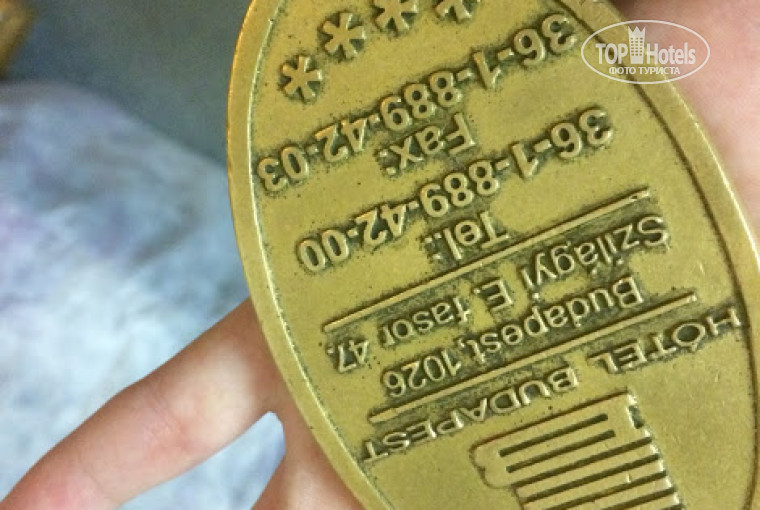 HOTEL BUDAPEST
Budapest, 1026
Szilágyi E. fasor 47.
Tel.:
36-1-889-42-00
Fax:
36-1-889-42-03
****
TOP Hotels
ФОТО ТУРИСТА